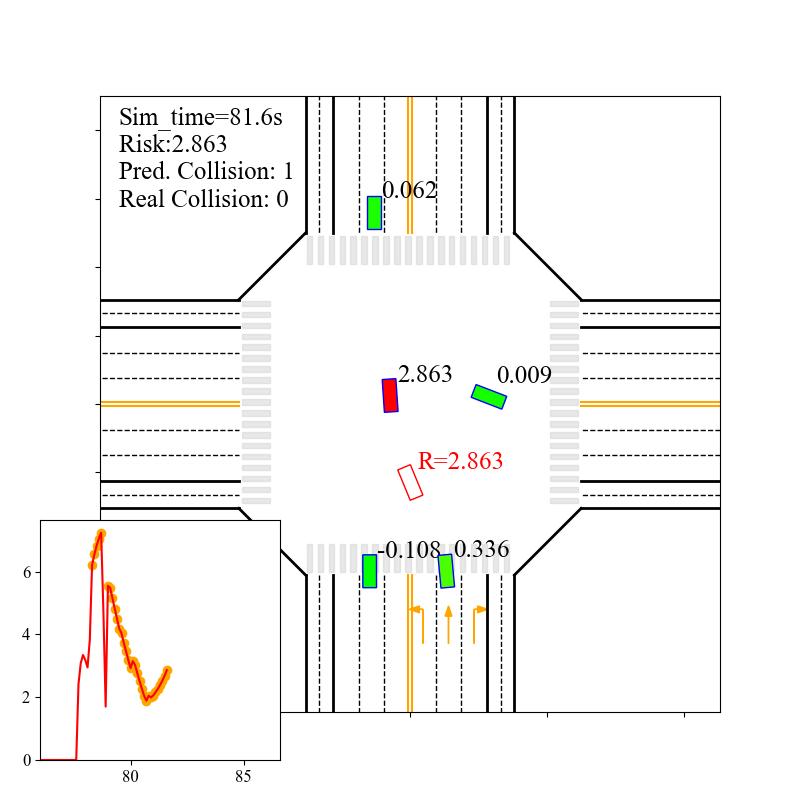 Sim_time=81.6s
Risk:2.863
Pred. Collision: 1
Real Collision: 0
0.062
2.863
0.009
R=2.863
-0.108
0.336
6
4
2
0
80
85